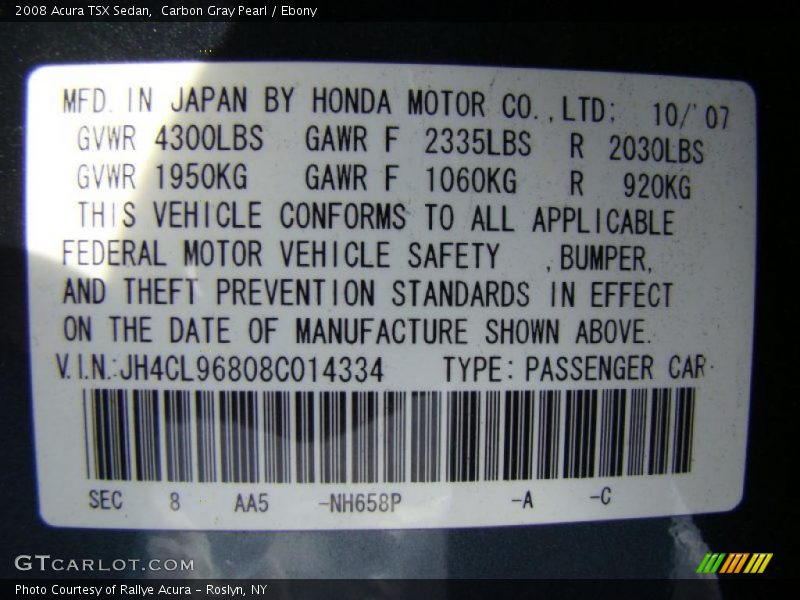 2008 Acura TSX Sedan,  Carbon Gray Pearl / Ebony
MFD. IN JAPAN BY HONDA MOTOR CO.,LTD; 10/'07
GVWR 4300LBS GAWR F 2335LBS R 2030LBS
GVWR 1950KG GAWR F 1060KG R 920KG
THIS VEHICLE CONFORMS TO ALL APPLICABLE
FEDERAL MOTOR VEHICLE SAFETY ,BUMPER,
AND THEFT PREVENTION STANDARDS IN EFFECT
ON THE DATE OF MANUFACTURE SHOWN ABOVE.
V.I.N.:JH4CL96808C014334 TYPE: PASSENGER CAR
SEC 8 AA5 -NH658P -A -C
GTCARLOT.COM
Photo Courtesy of Rallye Acura – Roslyn, NY